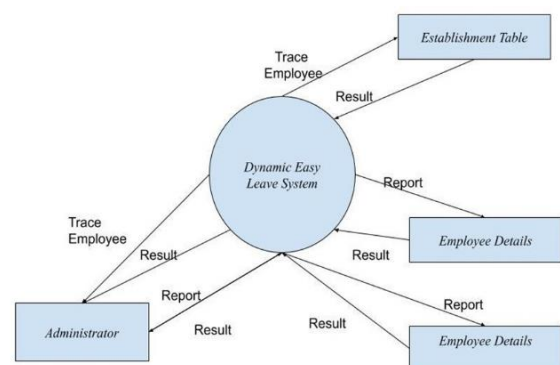 Establishment Table
Trace
Employee
Result
Dynamic Easy
Leave System
Report
Trace
Employee
Result
Result
Employee Details
Report
Report
Administrator
Result
Result
Employee Details